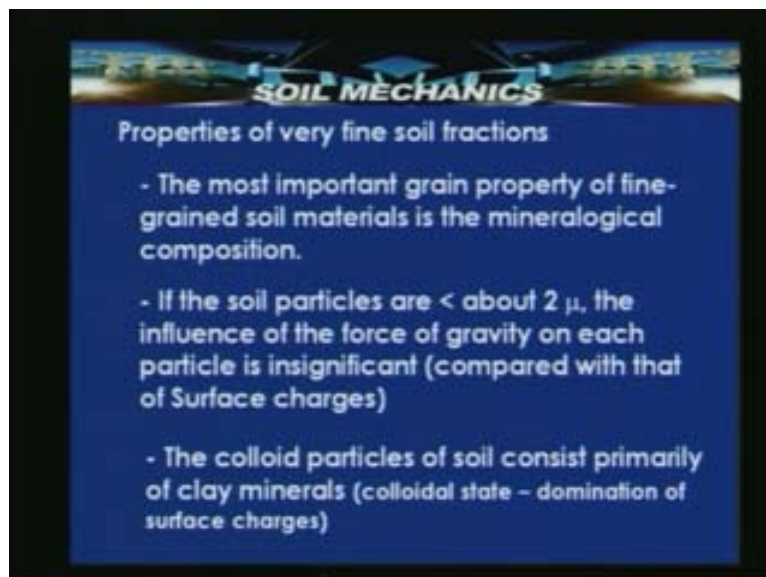 SOIL MECHANICS
Properties of very fine soil fractions
- The most important grain property of fine-
grained soil materials is the mineralogical
composition.
- If the soil particles are < about 2 μ, the
influence of the force of gravity on each
particle is insignificant (compared with that
of Surface charges)
- The colloid particles of soil consist primarily
of clay minerals (colloidal state – domination of
surface charges)